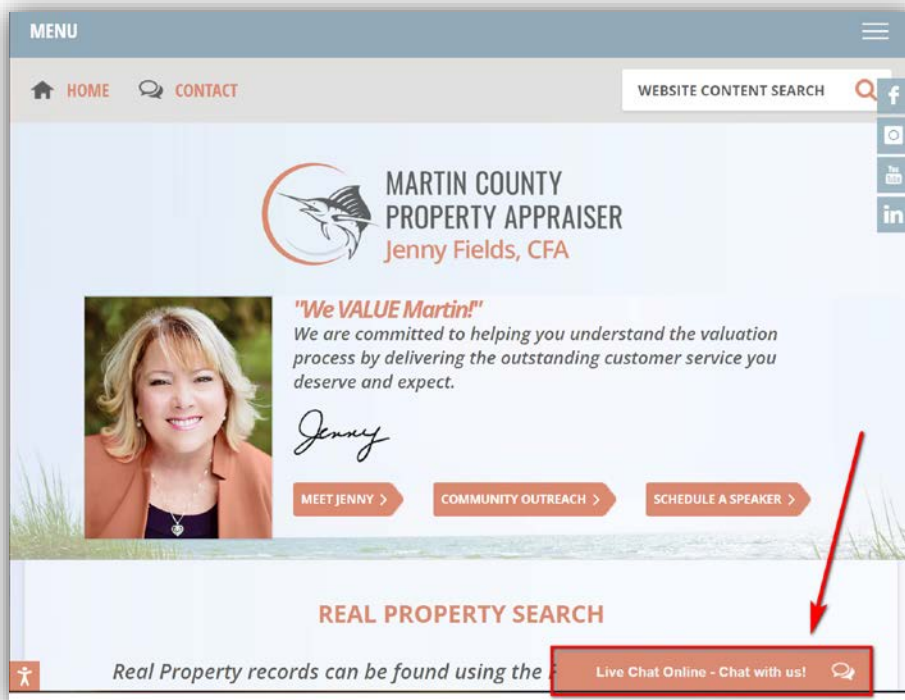 MENU
HOME
CONTACT
WEBSITE CONTENT SEARCH
f
You
Tube
in
MARTIN COUNTY
PROPERTY APPRAISER
Jenny Fields, CFA
"We VALUE Martin!"
We are committed to helping you understand the valuation
process by delivering the outstanding customer service you
deserve and expect.
Jenny
MEET JENNY >
COMMUNITY OUTREACH >
SCHEDULE A SPEAKER >
REAL PROPERTY SEARCH
Real Property records can be found using the
Live Chat Online - Chat with us!